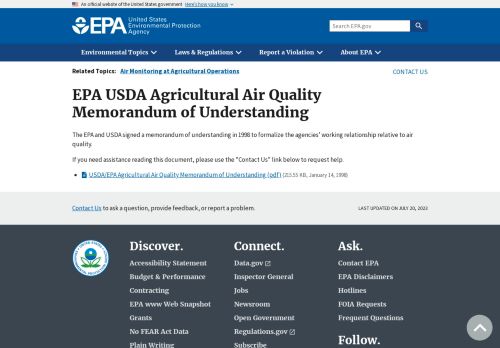 An official website of the United States government Here's how you know
EPA United States Environmental Protection Agency
Search EPA.gov
Environmental Topics Laws & Regulations Report a Violation About EPA
Related Topics: Air Monitoring at Agricultural Operations
CONTACT US
EPA USDA Agricultural Air Quality
Memorandum of Understanding
The EPA and USDA signed a memorandum of understanding in 1998 to formalize the agencies' working relationship relative to air
quality.
If you need assistance reading this document, please use the "Contact Us" link below to request help.
USDA/EPA Agricultural Air Quality Memorandum of Understanding (pdf) (213.55 KB, January 14, 1998)
Contact Us to ask a question, provide feedback, or report a problem.
LAST UPDATED ON JULY 20, 2023
Discover.
Accessibility Statement
Budget & Performance
Contracting
EPA www Web Snapshot
Grants
No FEAR Act Data
Plain Writing
Connect.
Data.gov
Inspector General
Jobs
Newsroom
Open Government
Regulations.gov
Subscribe
Ask.
Contact EPA
EPA Disclaimers
Hotlines
FOIA Requests
Frequent Questions
Follow.